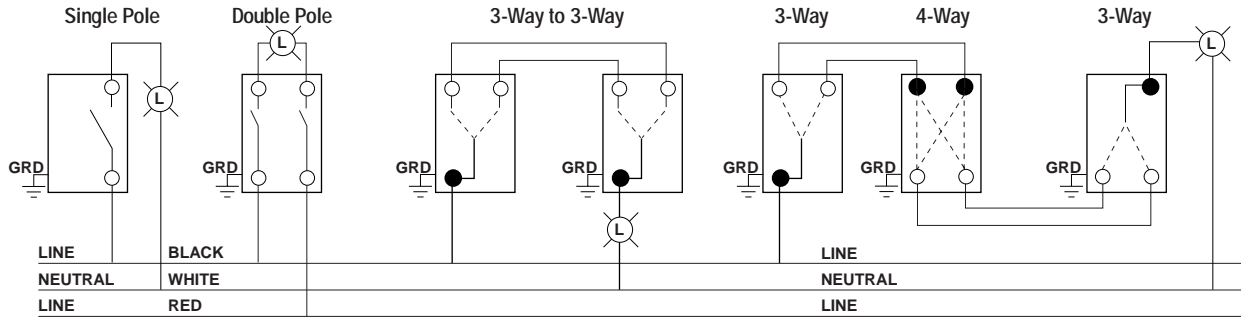 Single Pole Double Pole 3-Way to 3-Way 3-Way 4-Way 3-Way
L L L
GRD GRD GRD GRD GRD GRD GRD
L
LINE BLACK LINE
NEUTRAL WHITE NEUTRAL
LINE RED LINE